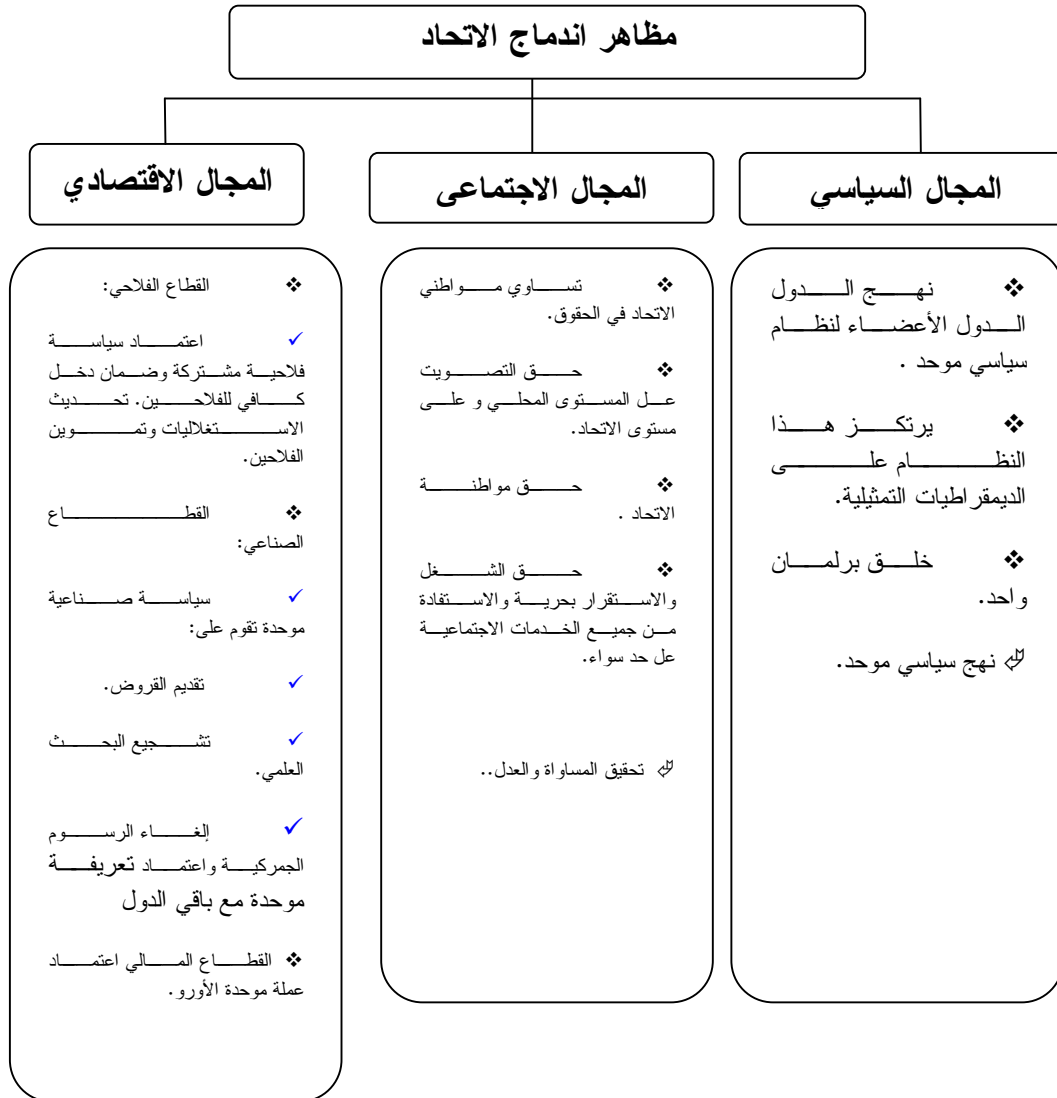 مظاهر اندماج الاتحاد
المجال السياسي
❖ نهج الدول
الدول الأعضاء لنظام
سياسي موحد .
❖ يرتكز هذا
النظام على
الديمقراطيات التمثيلية.
❖ خلق برلمان
واحد.
نهج سياسي موحد.
المجال الاجتماعى
❖ تساوي مواطني
الاتحاد في الحقوق.
❖ حق التصويت
عل المستوى المحلي و على
مستوى الاتحاد.
❖ حق مواطنة
الاتحاد .
❖ حق الشغل
والاستقرار بحرية والاستفادة
من جميع الخدمات الاجتماعية
عل حد سواء.
تحقيق المساواة والعدل..
المجال الاقتصادي
❖ القطاع الفلاحي:
✓ اعتماد سياسة
فلاحية مشتركة وضمان دخل
كافي للفلاحين. تحديث
الاستغلاليات وتموين
الفلاحين.
❖ القطاع
الصناعي:
✓ سياسة صناعية
موحدة تقوم على:
✓ تقديم القروض.
✓ تشجيع البحث
العلمي.
✓ إلغاء الرسوم
الجمركية واعتماد تعريفة
موحدة مع باقي الدول
❖ القطاع المالي اعتماد
عملة موحدة الأورو.